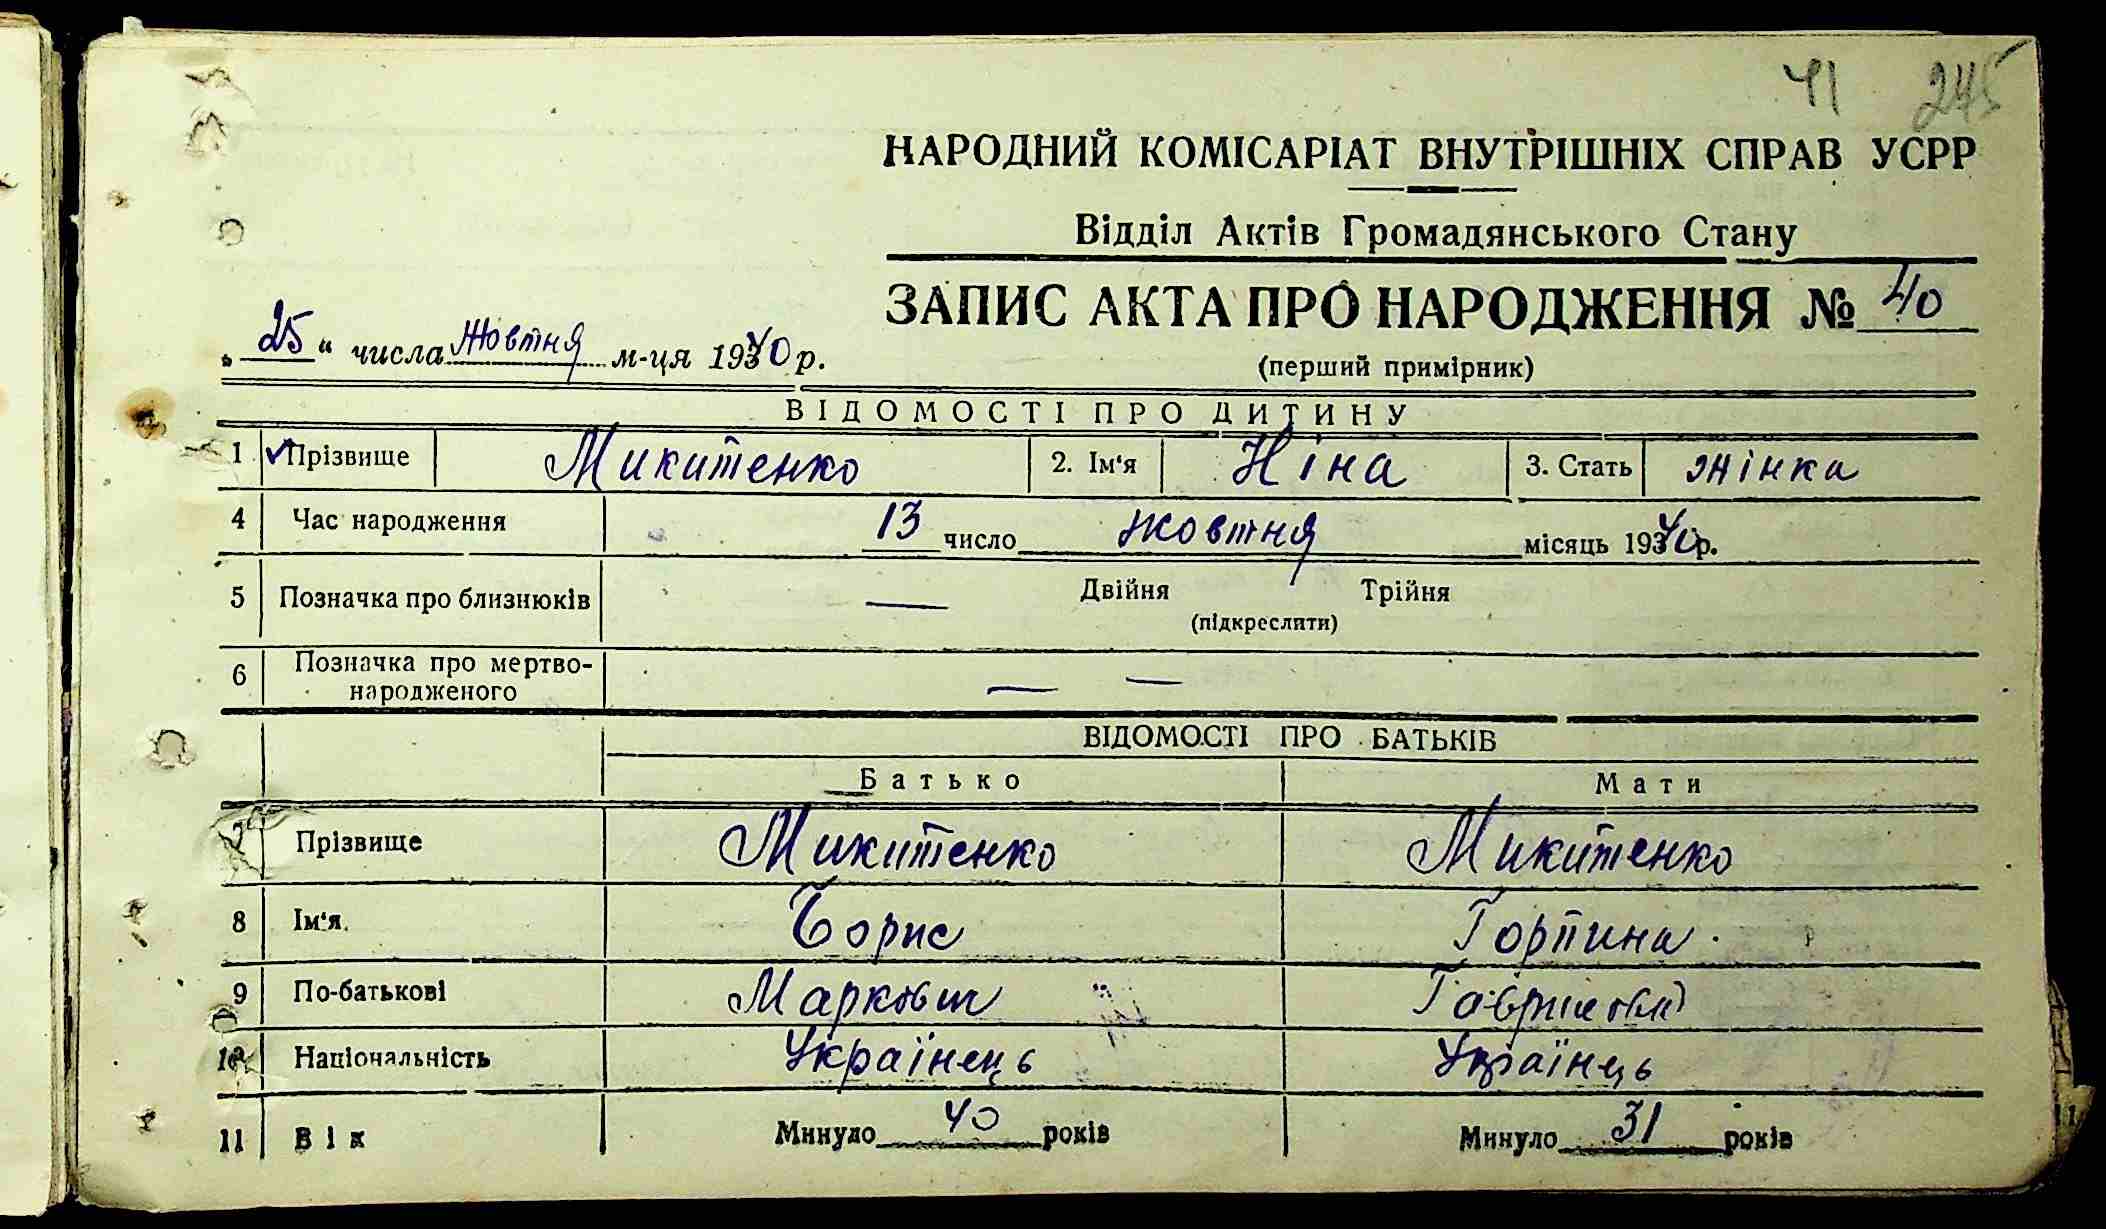 41 245
НАРОДНИЙ КОМІСАРІАТ ВНУТРІШНІХ СПРАВ УСРР
Відділ Актів Громадянського Стану
ЗАПИС АКТА ПРО НАРОДЖЕННЯ № 40
„25“ числа Жовтня м-ця 1940 р.
(перший примірник)
ВІДОМОСТІ ПРО ДИТИНУ
1 Прізвище Микитенко 2. Ім‘я Ніна 3. Стать жінка
4 Час народження 13 число жовтня місяць 1940 р.
5 Позначка про близнюків — Двійня Трійня
(підкреслити)
6 Позначка про мертво-
народженого — —
ВІДОМОСТІ ПРО БАТЬКІВ
Батько Мати
7 Прізвище Микитенко Микитенко
8 Ім‘я Борис Горпина
9 По-батькові Маркович
10 Національність Українець Українець
11 Вік Минуло 40 років Минуло 31 років